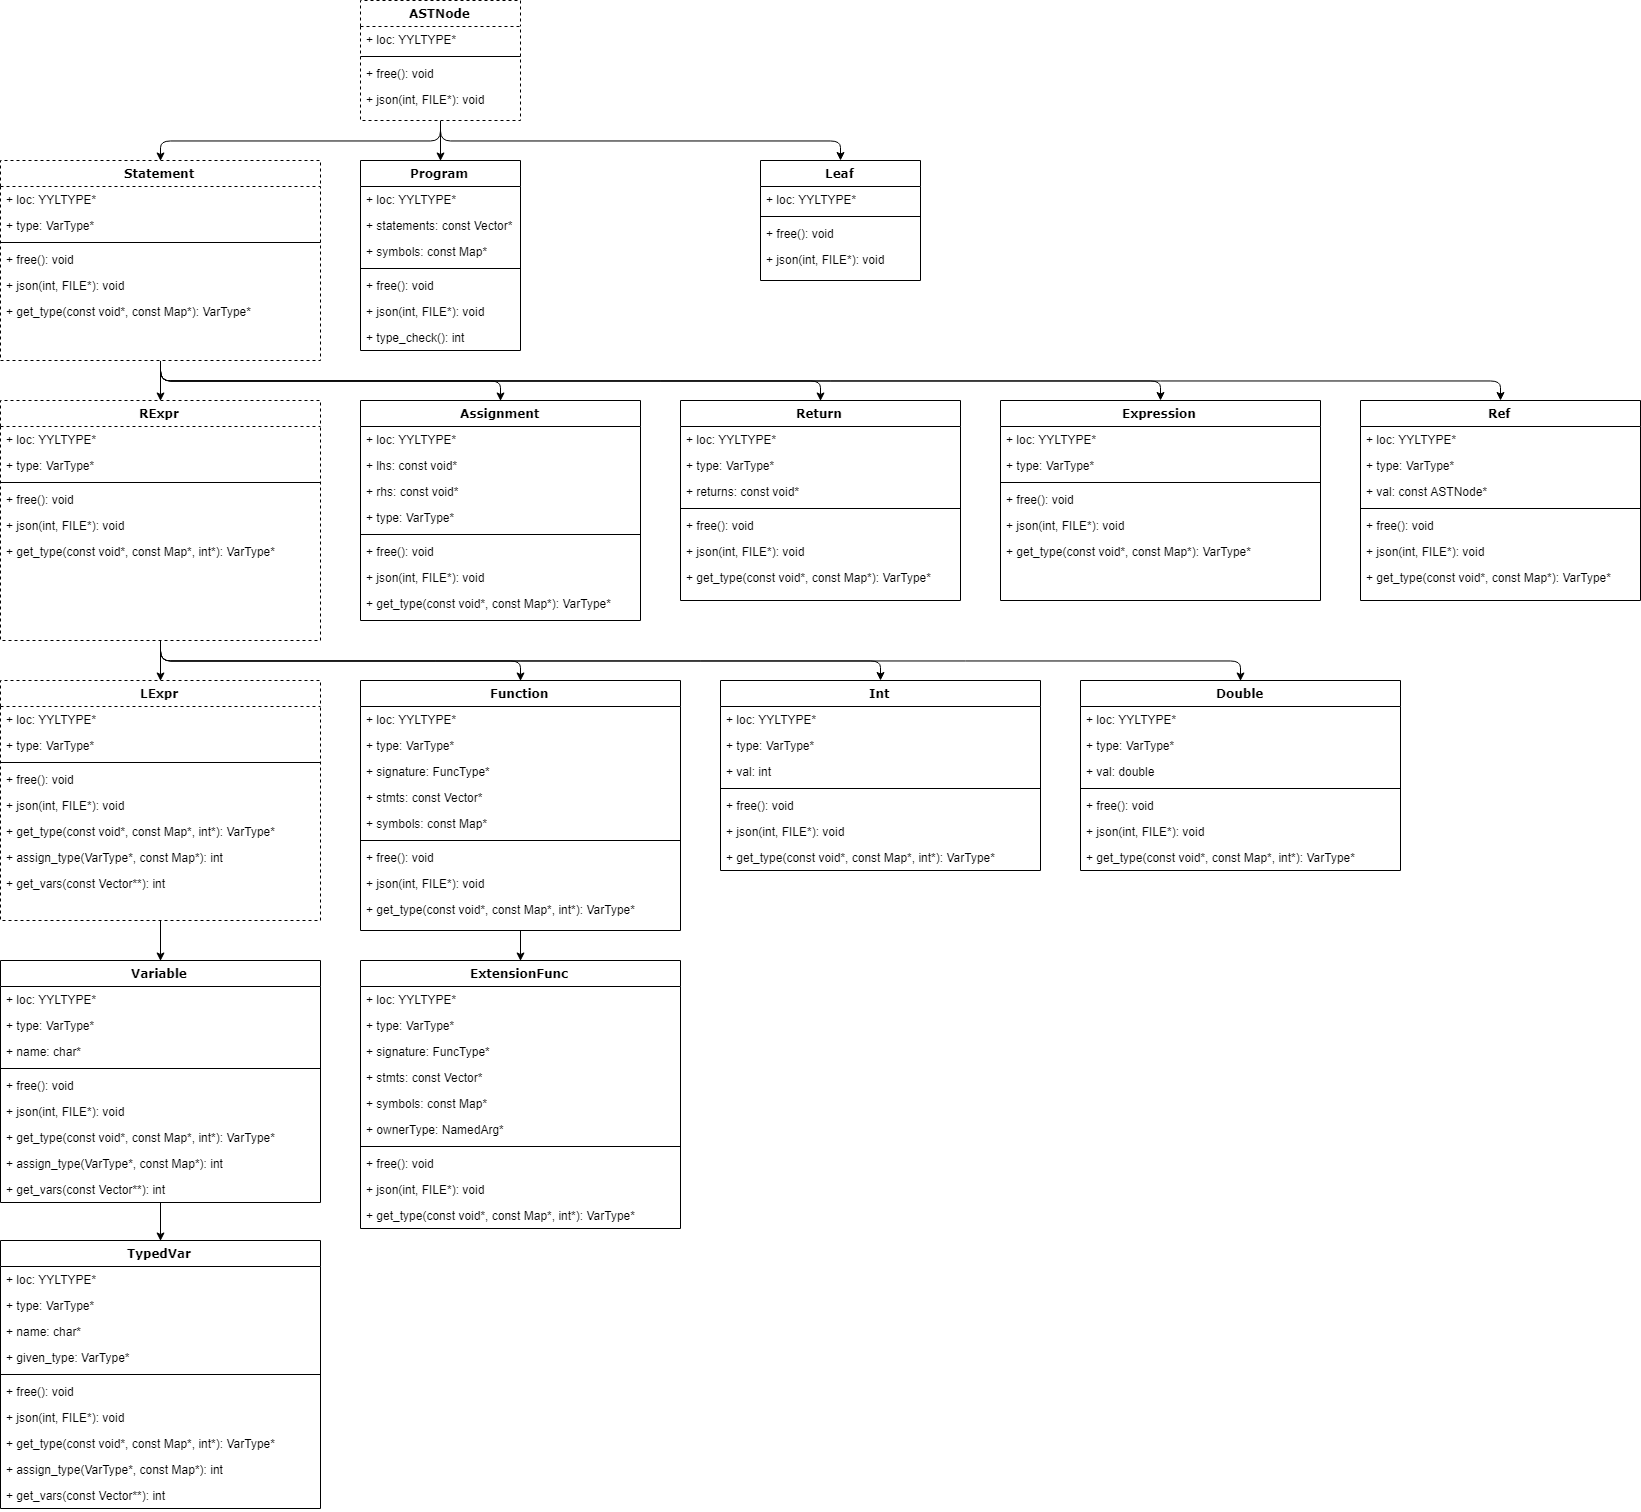 ASTNode
+ loc: YYLTYPE*
+ free(): void
+ json(int, FILE*): void
Statement
+ loc: YYLTYPE*
+ type: VarType*
+ free(): void
+ json(int, FILE*): void
+ get_type(const void*, const Map*): VarType*
Program
+ loc: YYLTYPE*
+ statements: const Vector*
+ symbols: const Map*
+ free(): void
+ json(int, FILE*): void
+ type_check(): int
Leaf
+ loc: YYLTYPE*
+ free(): void
+ json(int, FILE*): void
RExpr
+ loc: YYLTYPE*
+ type: VarType*
+ free(): void
+ json(int, FILE*): void
+ get_type(const void*, const Map*, int*): VarType*
Assignment
+ loc: YYLTYPE*
+ lhs: const void*
+ rhs: const void*
+ type: VarType*
+ free(): void
+ json(int, FILE*): void
+ get_type(const void*, const Map*): VarType*
Return
+ loc: YYLTYPE*
+ type: VarType*
+ returns: const void*
+ free(): void
+ json(int, FILE*): void
+ get_type(const void*, const Map*): VarType*
Expression
+ loc: YYLTYPE*
+ type: VarType*
+ free(): void
+ json(int, FILE*): void
+ get_type(const void*, const Map*): VarType*
Ref
+ loc: YYLTYPE*
+ type: VarType*
+ val: const ASTNode*
+ free(): void
+ json(int, FILE*): void
+ get_type(const void*, const Map*): VarType*
LExpr
+ loc: YYLTYPE*
+ type: VarType*
+ free(): void
+ json(int, FILE*): void
+ get_type(const void*, const Map*, int*): VarType*
+ assign_type(VarType*, const Map*): int
+ get_vars(const Vector**): int
Function
+ loc: YYLTYPE*
+ type: VarType*
+ signature: FuncType*
+ stmts: const Vector*
+ symbols: const Map*
+ free(): void
+ json(int, FILE*): void
+ get_type(const void*, const Map*, int*): VarType*
Int
+ loc: YYLTYPE*
+ type: VarType*
+ val: int
+ free(): void
+ json(int, FILE*): void
+ get_type(const void*, const Map*, int*): VarType*
Double
+ loc: YYLTYPE*
+ type: VarType*
+ val: double
+ free(): void
+ json(int, FILE*): void
+ get_type(const void*, const Map*, int*): VarType*
Variable
+ loc: YYLTYPE*
+ type: VarType*
+ name: char*
+ free(): void
+ json(int, FILE*): void
+ get_type(const void*, const Map*, int*): VarType*
+ assign_type(VarType*, const Map*): int
+ get_vars(const Vector**): int
ExtensionFunc
+ loc: YYLTYPE*
+ type: VarType*
+ signature: FuncType*
+ stmts: const Vector*
+ symbols: const Map*
+ ownerType: NamedArg*
+ free(): void
+ json(int, FILE*): void
+ get_type(const void*, const Map*, int*): VarType*
TypedVar
+ loc: YYLTYPE*
+ type: VarType*
+ name: char*
+ given_type: VarType*
+ free(): void
+ json(int, FILE*): void
+ get_type(const void*, const Map*, int*): VarType*
+ assign_type(VarType*, const Map*): int
+ get_vars(const Vector**): int